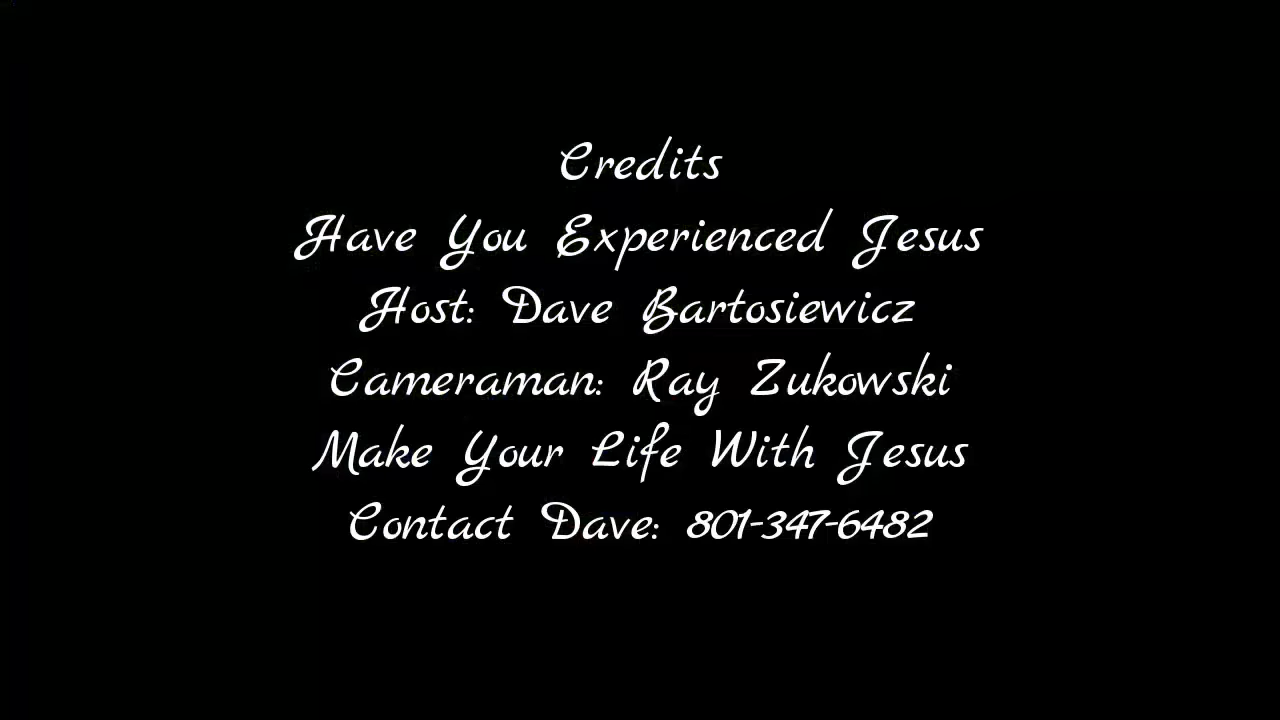 Credits
Have You Experienced Jesus
Host: Dave Bartosiewicz
Cameraman: Ray Zukowski
Make Your Life With Jesus
Contact Dave: 801-347-6482